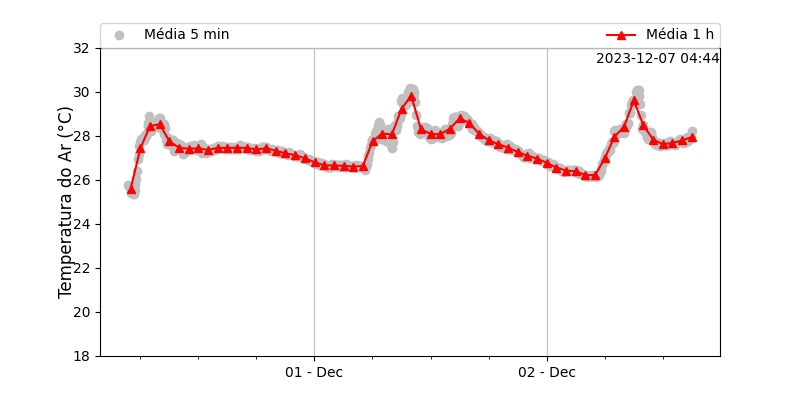 Média 5 min
Média 1 h
2023-12-07 04:44
Temperatura do Ar (°C)
32
30
28
26
24
22
20
18
01 - Dec
02 - Dec